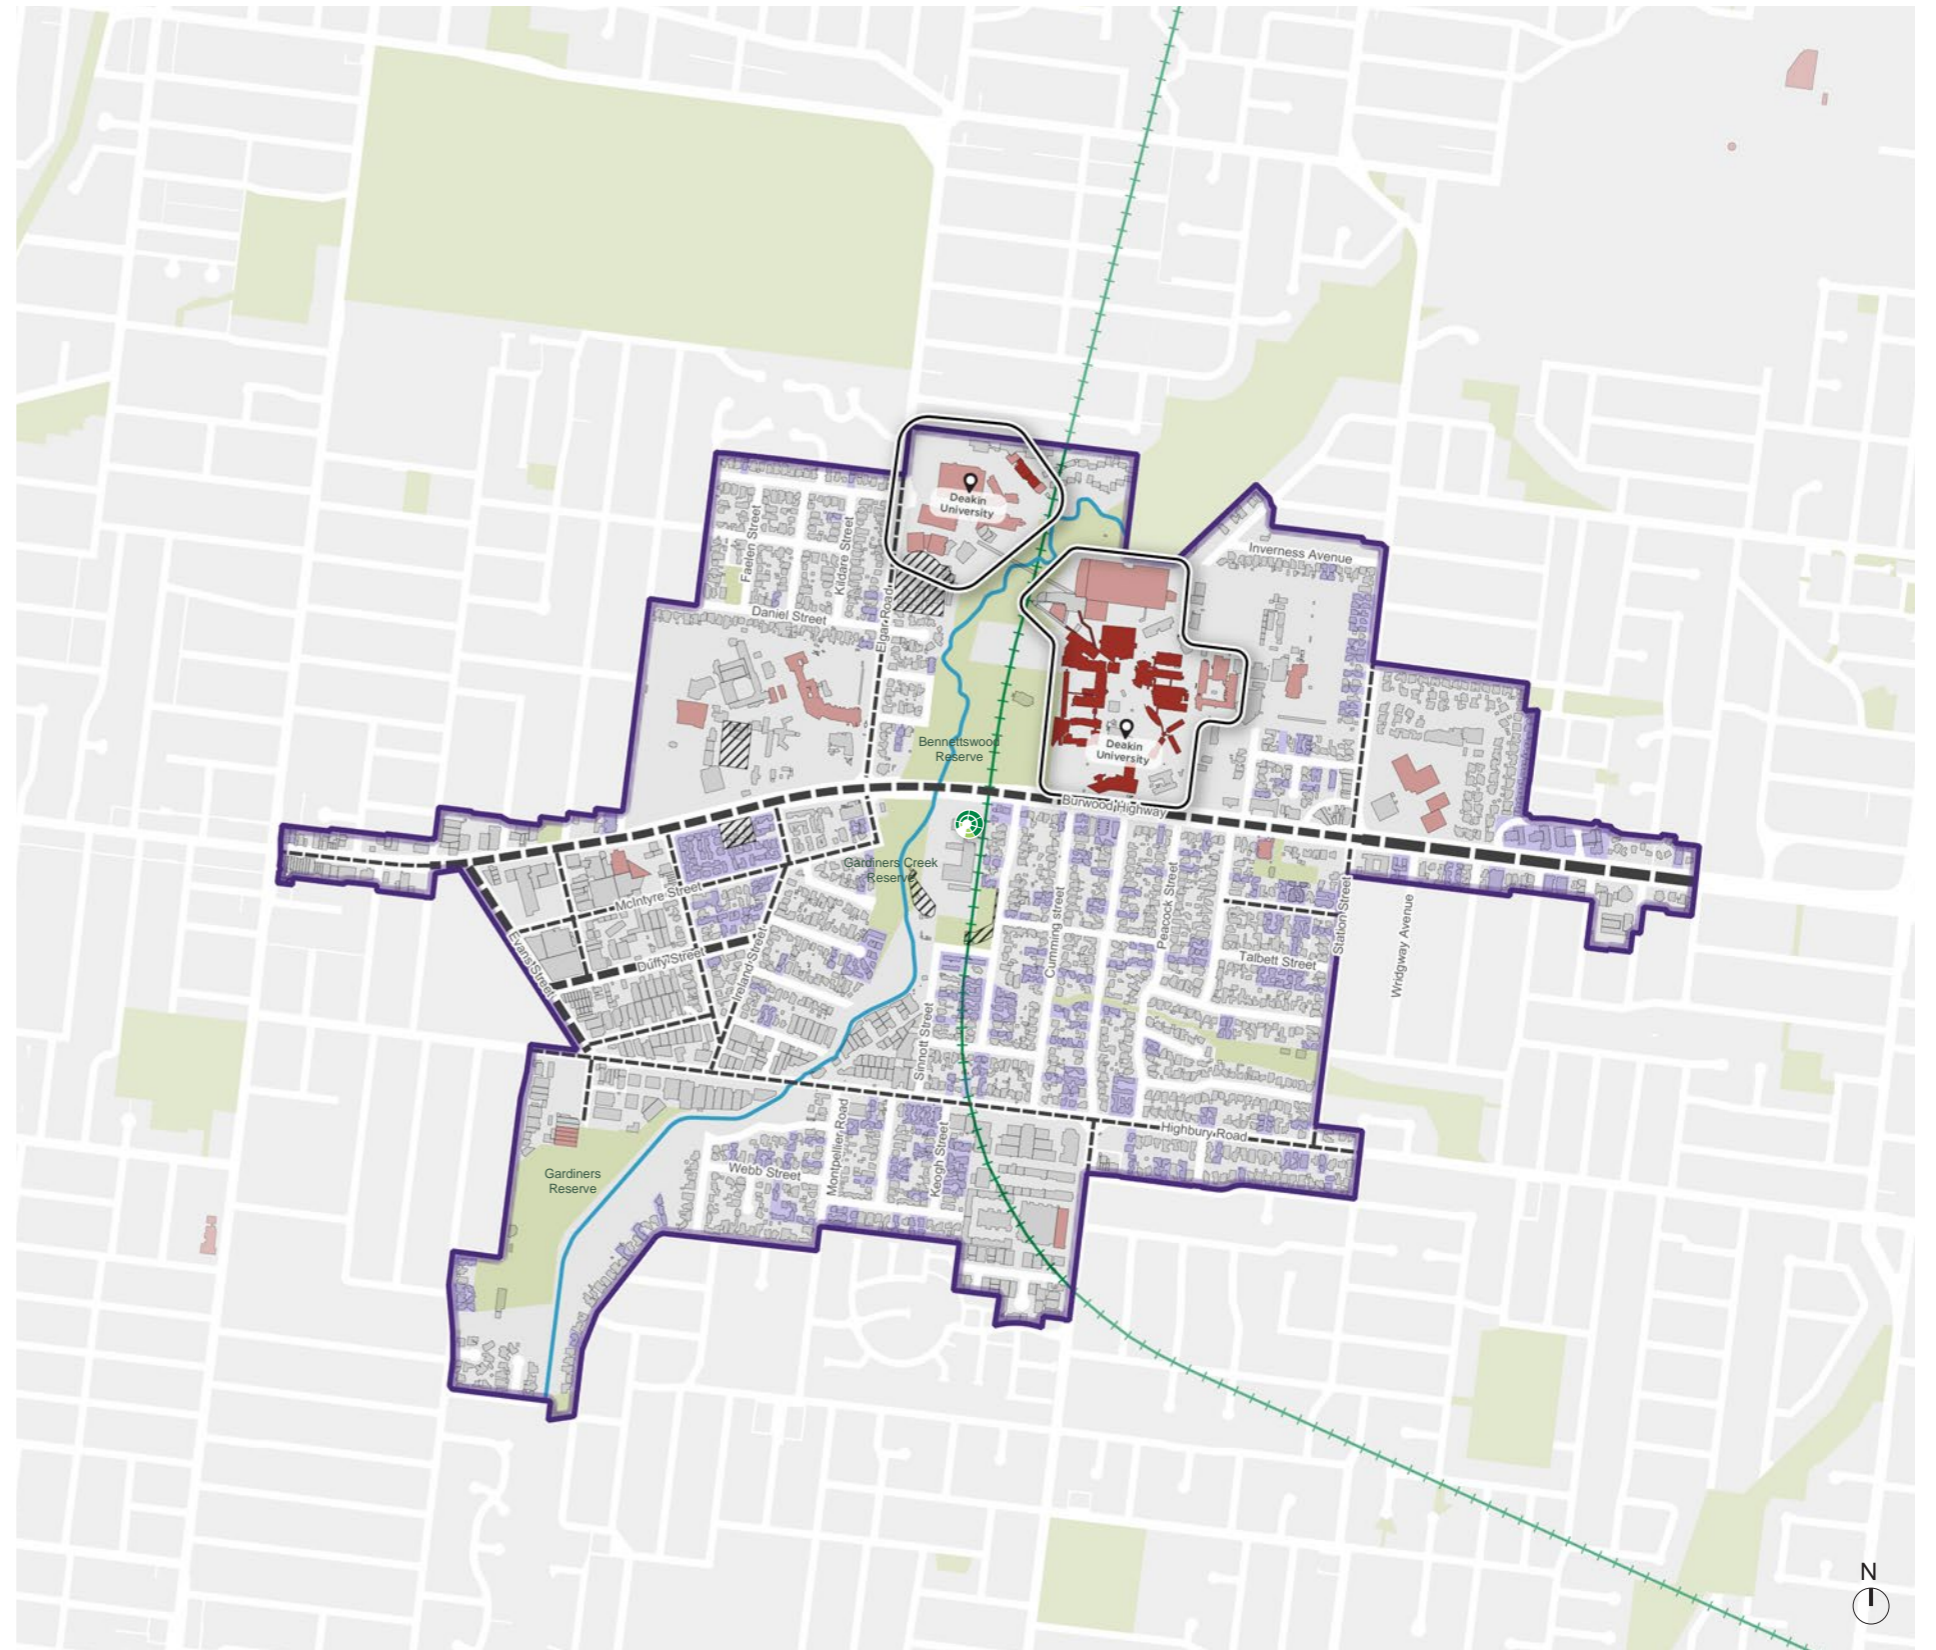 Deakin
University
Inverness Avenue
Faelen Street
Kildare Street
Daniel Street
Elgar Road
Bennettswood
Reserve
Deakin
University
Burwood Highway
Gardiners Creek
Reserve
McIntyre Street
Evans Street
Duffy Street
Ireland Street
Cumming street
Peacock Street
Station Street
Talbett Street
Wridgway Avenue
Sinnott Street
Highbury Road
Montpellier Road
Keogh Street
Webb Street
Gardiners
Reserve
N